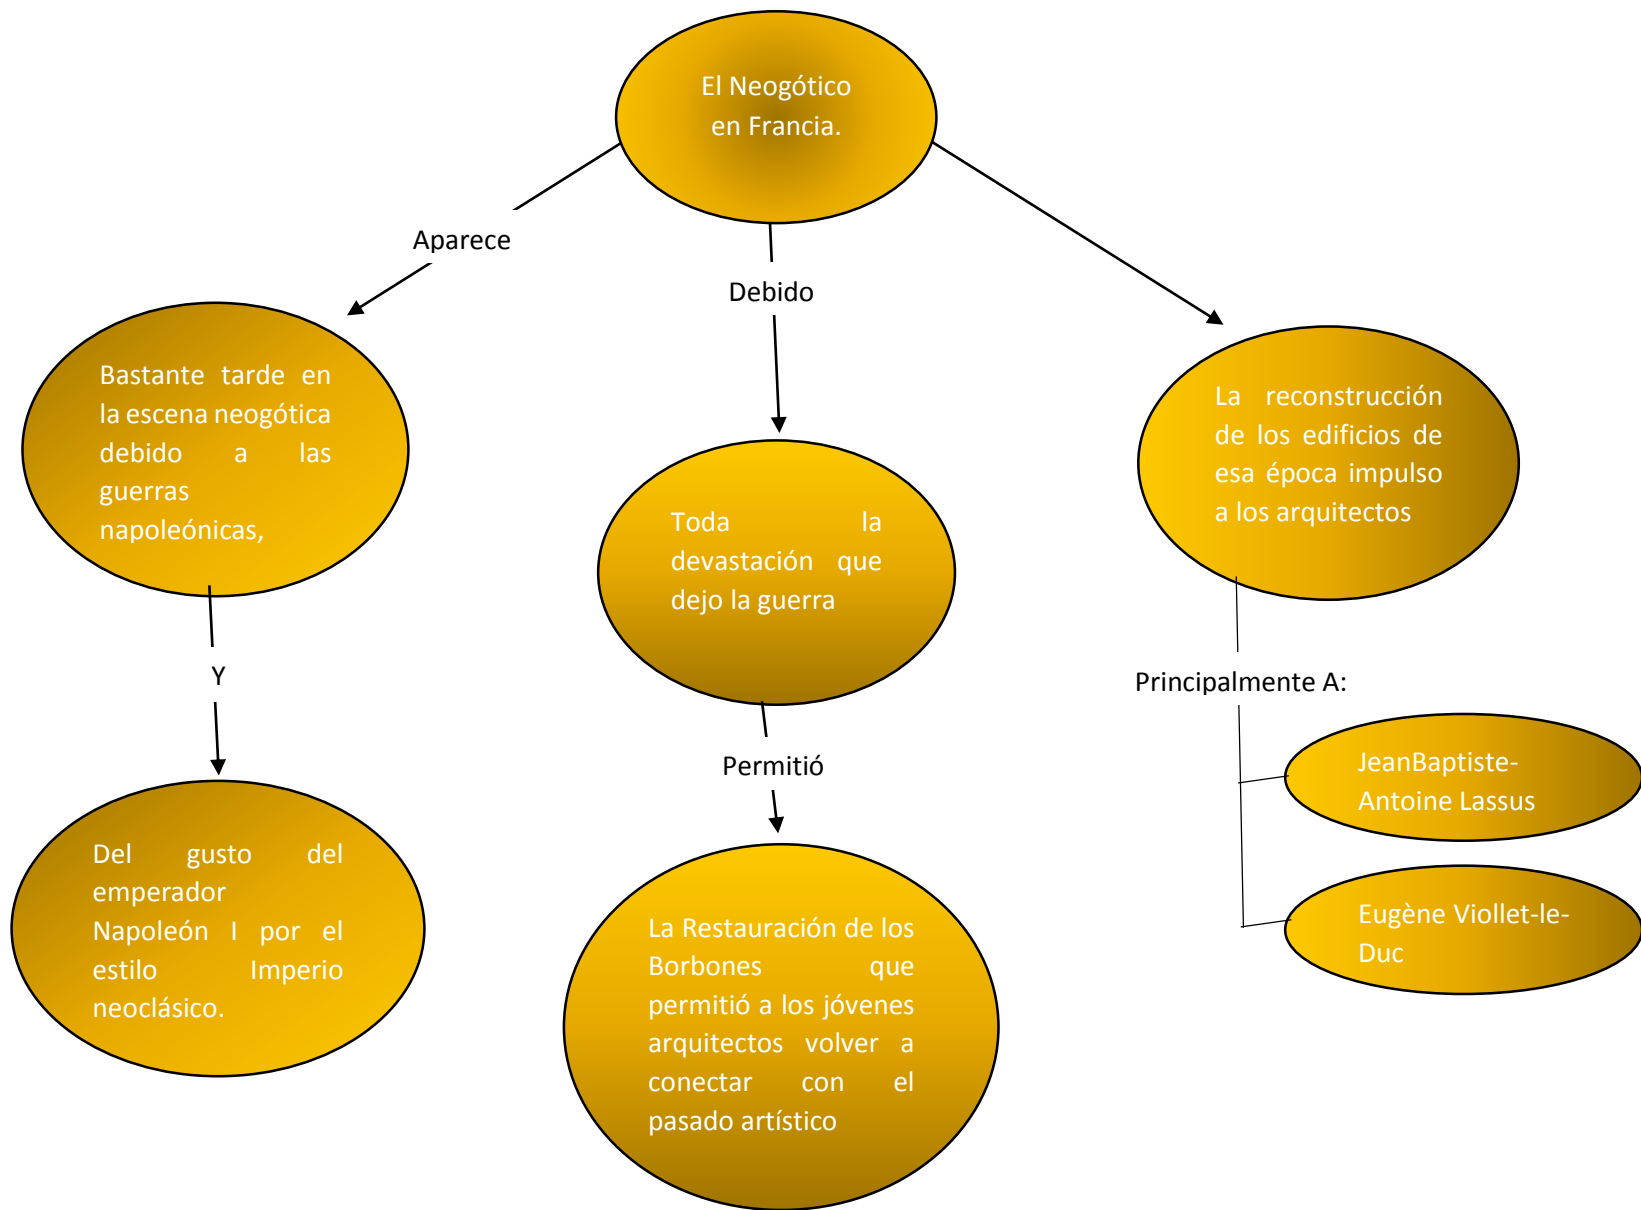 El Neogótico
en Francia.
Aparece
Debido
Bastante tarde en
la escena neogótica
debido a las
guerras
napoleónicas,
La reconstrucción
de los edificios de
esa época impulso
a los arquitectos
Toda la
devastación que
dejo la guerra
Y
Principalmente A:
Permitió
JeanBaptiste-
Antoine Lassus
Del gusto del
emperador
Napoleón I por el
estilo Imperio
neoclásico.
La Restauración de los
Borbones que
permitió a los jóvenes
arquitectos volver a
conectar con el
pasado artístico
Eugène Viollet-le-
Duc